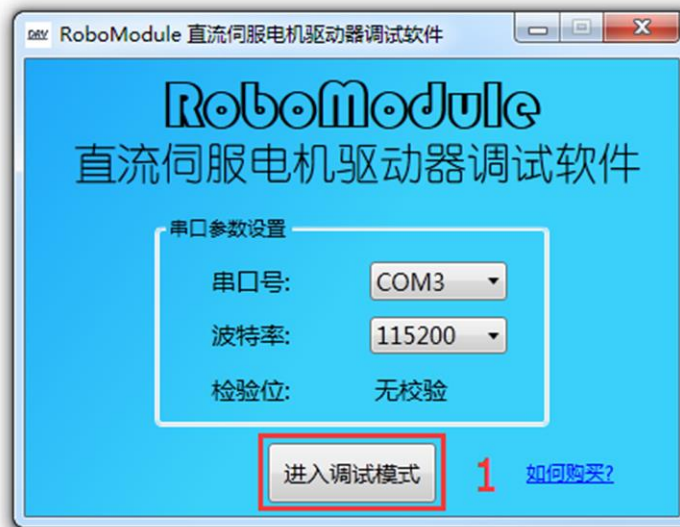 DRV RoboModule 直流伺服电机驱动器调试软件
RoboModule
直流伺服电机驱动器调试软件
串口参数设置
串口号: COM3
波特率: 115200
检验位: 无校验
进入调试模式 1 如何购买?